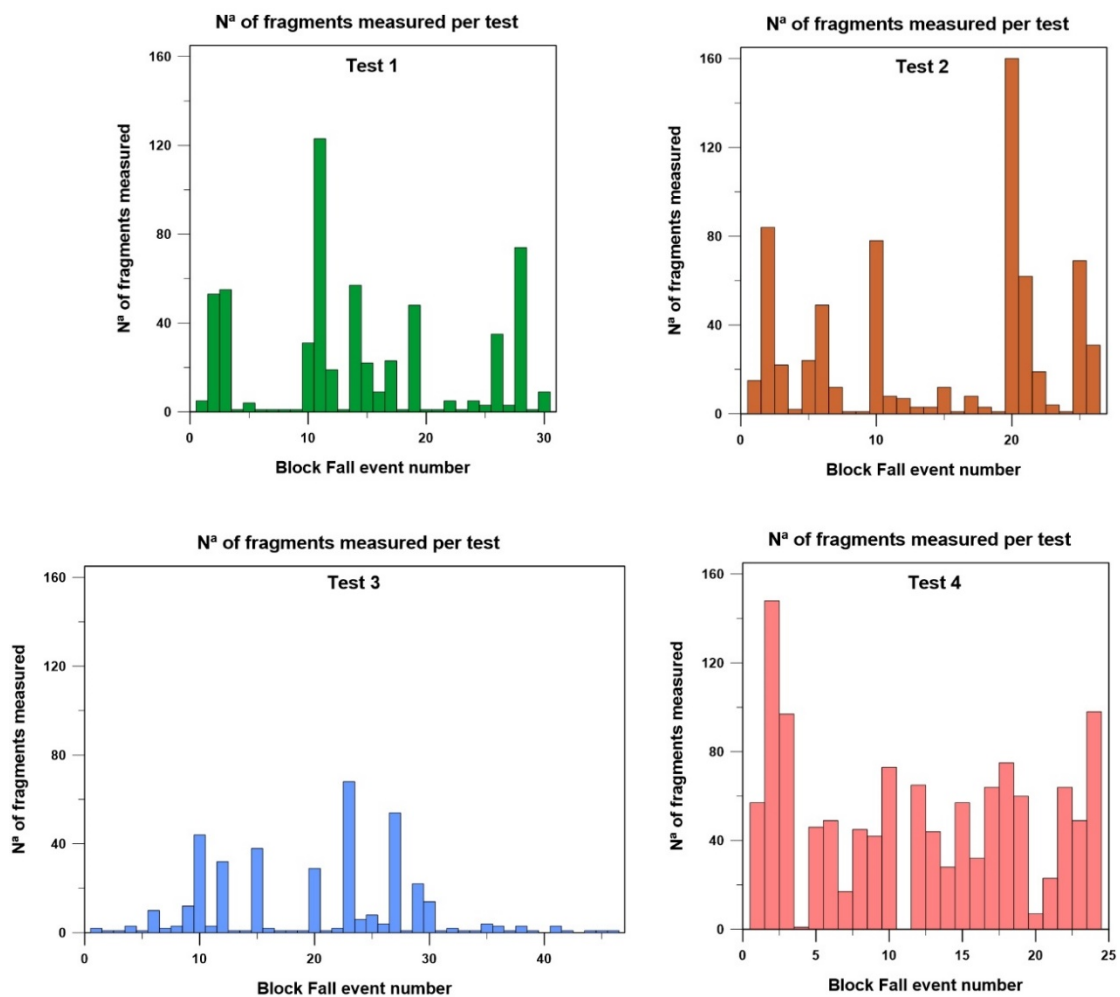 Nª of fragments measured per test
Test 1
160
120
80
40
0
Nª of fragments measured
0
10
20
30
Block Fall event number
Nª of fragments measured per test
Test 2
160
120
80
40
0
Nª of fragments measured
0
10
20
Block Fall event number
Nª of fragments measured per test
Test 3
160
120
80
40
0
Nª of fragments measured
0
10
20
30
40
Block Fall event number
Nª of fragments measured per test
Test 4
160
120
80
40
0
Nª of fragments measured
0
5
10
15
20
25
Block Fall event number